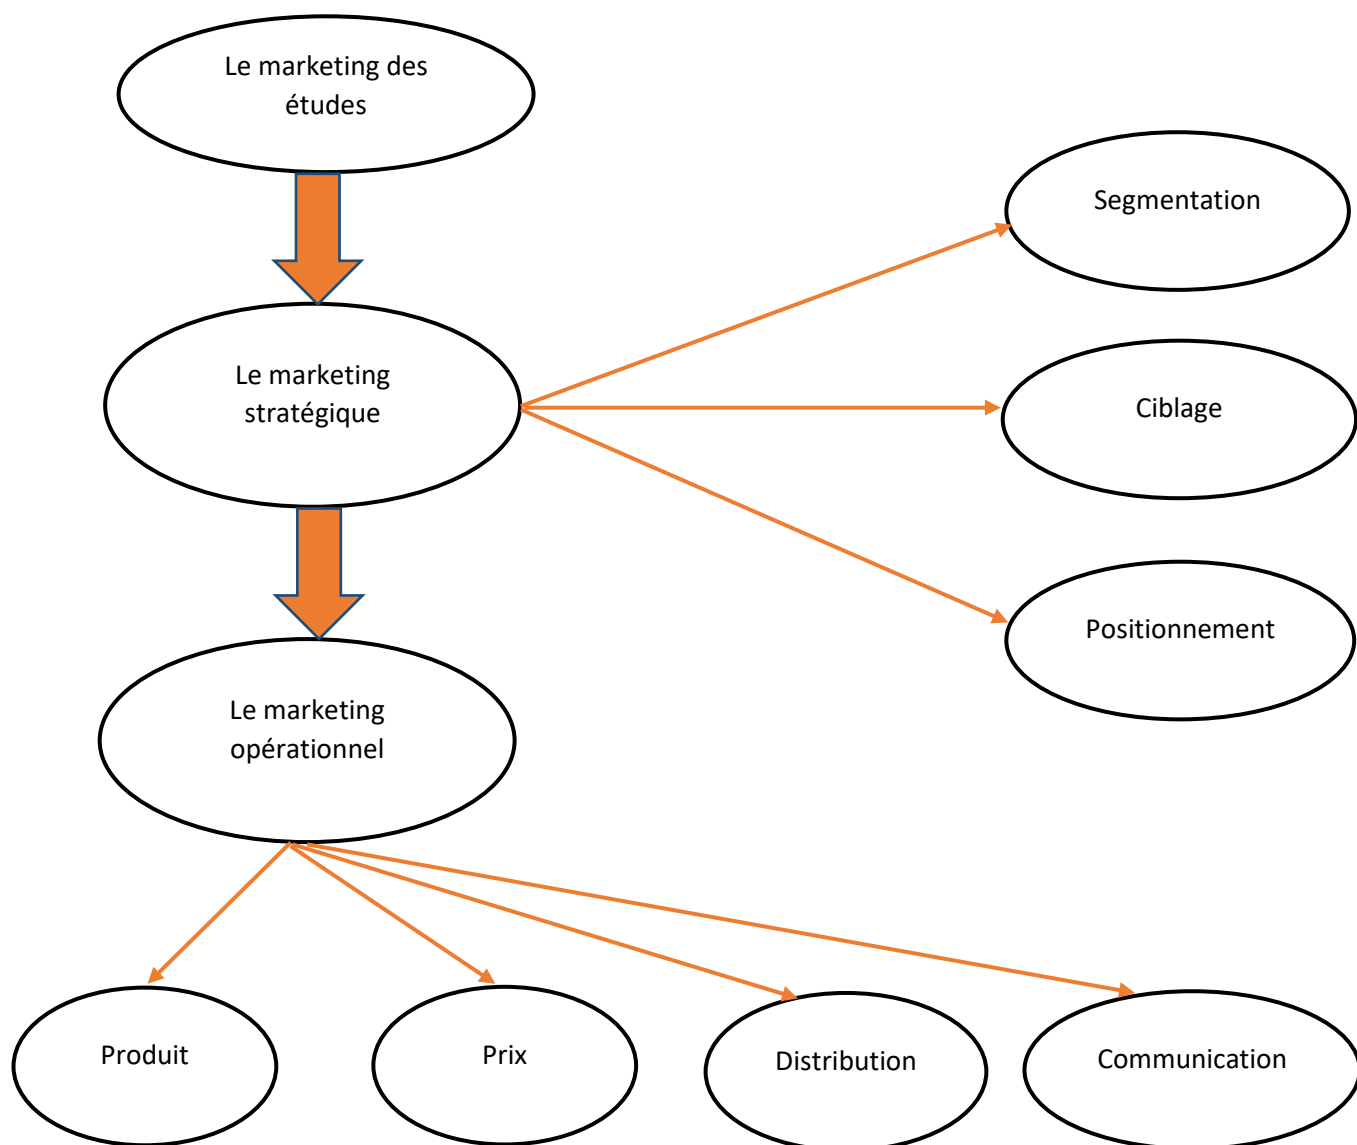 Le marketing des
études
Segmentation
Le marketing
stratégique
Ciblage
Positionnement
Le marketing
opérationnel
Produit
Prix
Distribution
Communication